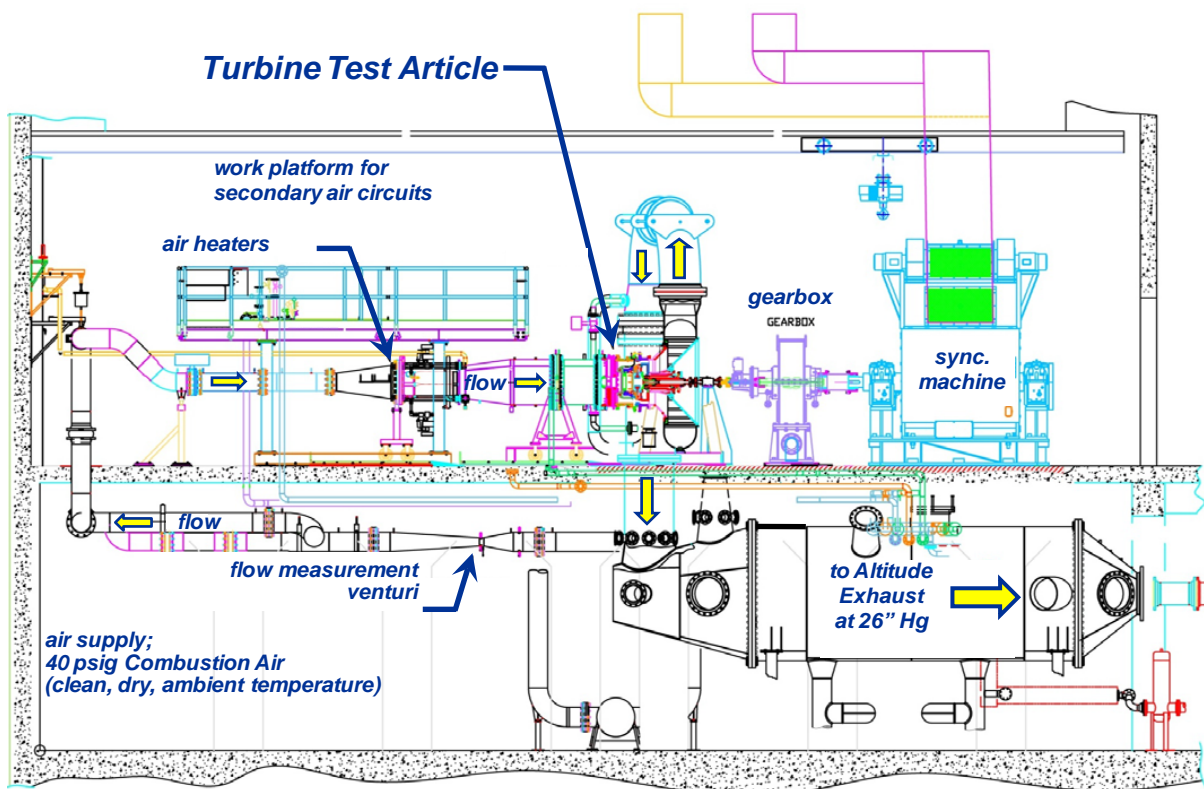 Turbine Test Article
work platform for
secondary air circuits
air heaters
gearbox
GEARBOX
sync.
machine
flow
flow
flow measurement
venturi
to Altitude
Exhaust
at 26” Hg
air supply;
40 psig Combustion Air
(clean, dry, ambient temperature)